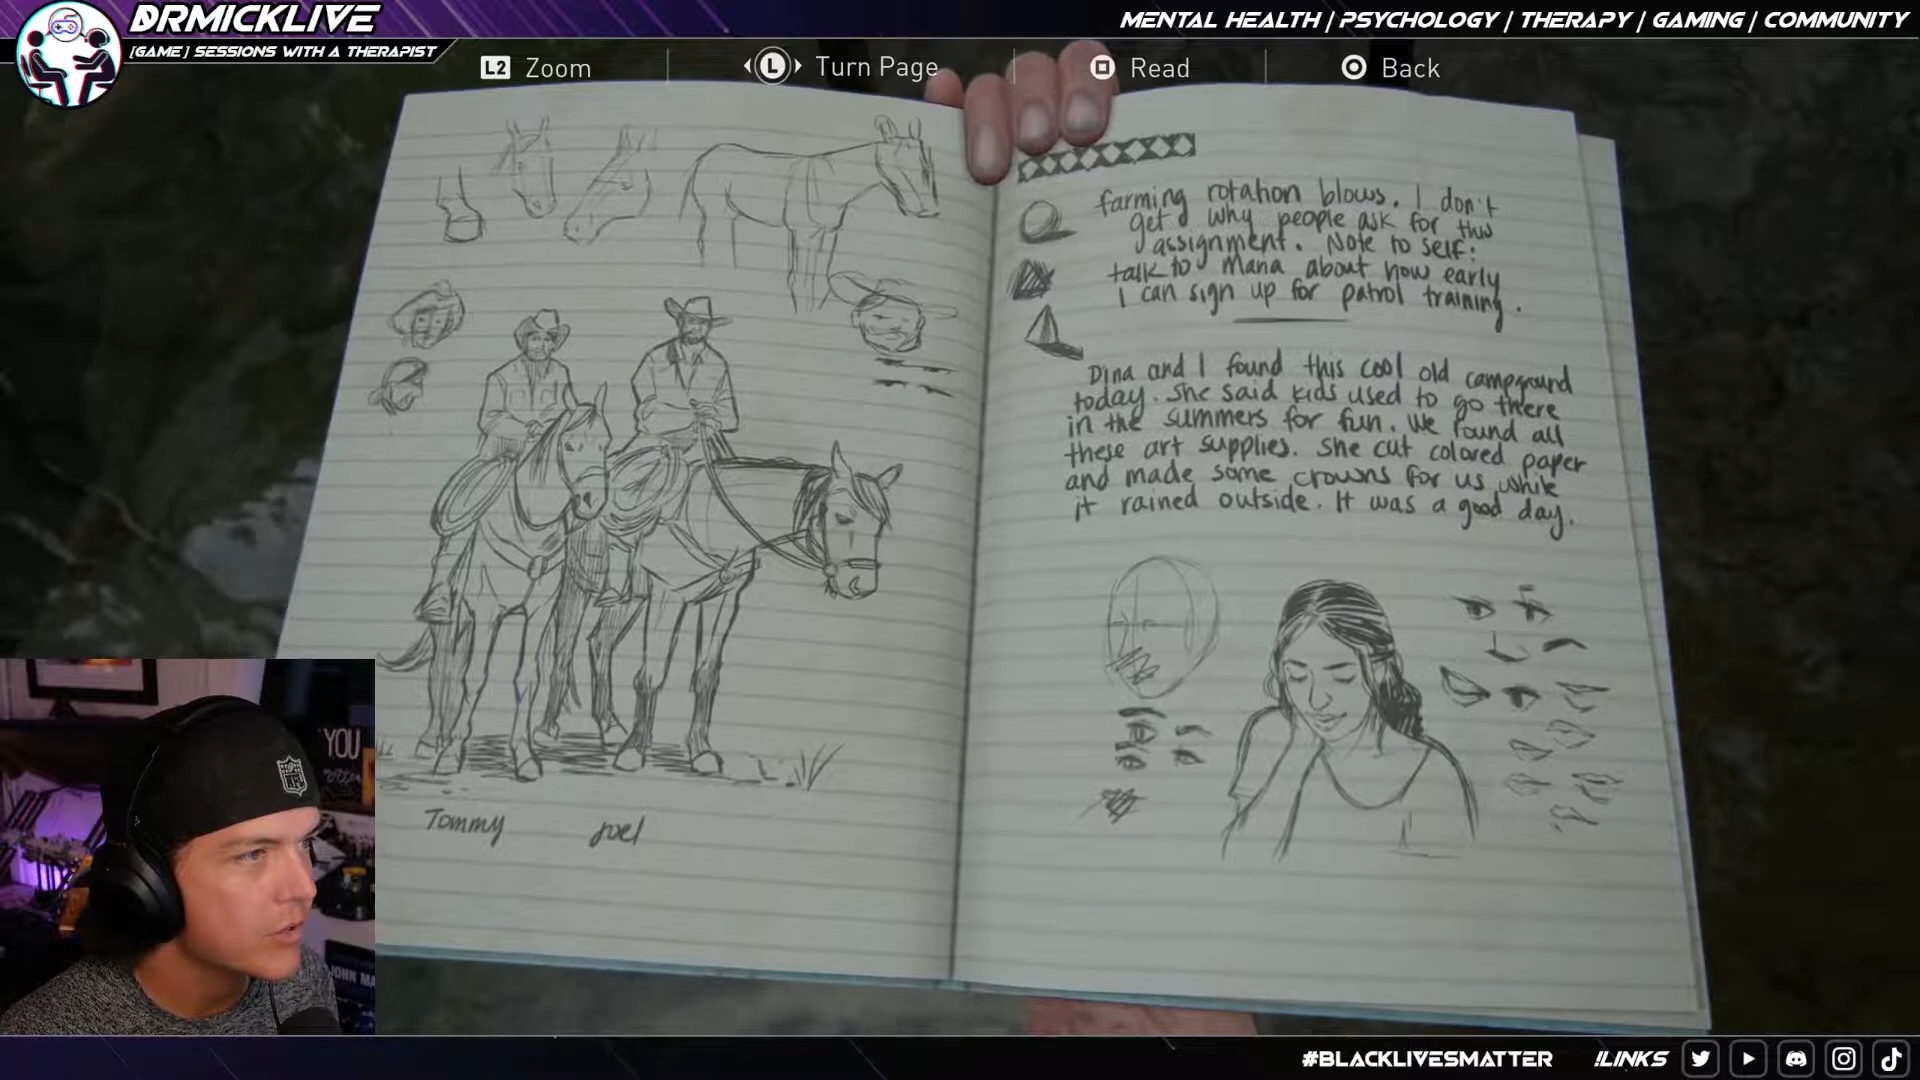 DRMICKLIVE
[GAME] SESSIONS WITH A THERAPIST
MENTAL HEALTH | PSYCHOLOGY | THERAPY | GAMING | COMMUNITY
L2 Zoom
L Turn Page
Read
Back
farming rotation blows. I don't
get why people ask for this
assignment. Note to self:
talk to Maria about how early
I can sign up for patrol training.
Dina and I found this cool old campground
today. She said kids used to go there
in the summers for fun. We found all
these art supplies. She cut colored paper
and made some crowns for us while
it rained outside. It was a good day.
Tommy
Joel
YOU
NFL
JOHN MA
#BLACKLIVESMATTER
!LINKS